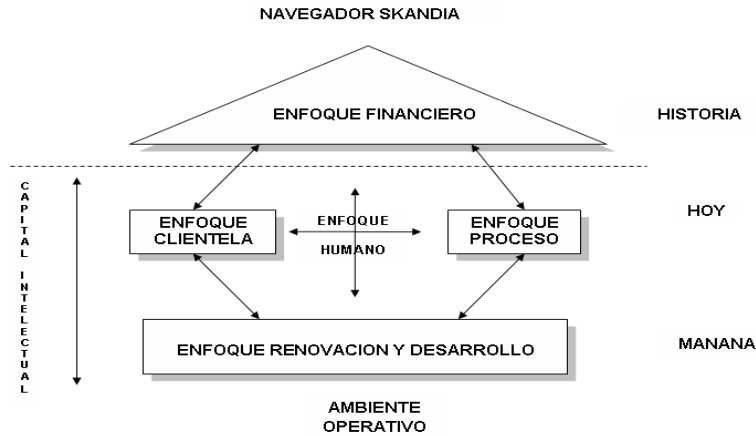 NAVEGADOR SKANDIA
ENFOQUE FINANCIERO
HISTORIA
CAPITAL INTELECTUAL
ENFOQUE
CLIENTELA
ENFOQUE
HUMANO
ENFOQUE
PROCESO
HOY
ENFOQUE RENOVACION Y DESARROLLO
MANANA
AMBIENTE
OPERATIVO